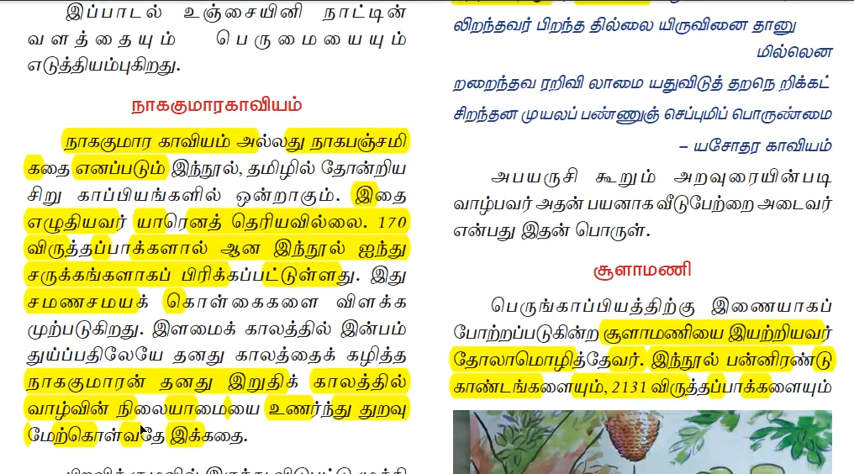 இப்பாடல் உஞ்சையினி நாட்டின்
வளத்தையும் பெருமையையும்
எடுத்தியம்புகிறது.
நாககுமாரகாவியம்
நாககுமார காவியம் அல்லது நாகபஞ்சமி
கதை எனப்படும் இந்நூல், தமிழில் தோன்றிய
சிறு காப்பியங்களில் ஒன்றாகும். இதை
எழுதியவர் யாரெனத் தெரியவில்லை. 170
விருத்தப்பாக்களால் ஆன இந்நூல் ஐந்து
சருக்கங்களாகப் பிரிக்கப்பட்டுள்ளது. இது
சமணசமயக் கொள்கைகளை விளக்க
முற்படுகிறது. இளமைக் காலத்தில் இன்பம்
துய்ப்பதிலேயே தனது காலத்தைக் கழித்த
நாககுமாரன் தனது இறுதிக் காலத்தில்
வாழ்வின் நிலையாமையை உணர்ந்து துறவு
மேற்கொள்வதே இக்கதை.
லிறந்தவர் பிறந்த தில்லை யிருவினை தானு
மில்லென
றறைந்தவ ரறிவி லாமை யதுவிடுத் தறநெ றிக்கட்
சிறந்தன முயலப் பண்ணுஞ் செப்புமிப் பொருண்மை
– யசோதர காவியம்
அபயருசி கூறும் அறவுரையின்படி
வாழ்பவர் அதன் பயனாக வீடுபேற்றை அடைவர்
என்பது இதன் பொருள்.
சூளாமணி
பெருங்காப்பியத்திற்கு இணையாகப்
போற்றப்படுகின்ற சூளாமணியை இயற்றியவர்
தோலாமொழித்தேவர். இந்நூல் பன்னிரண்டு
காண்டங்களையும், 2131 விருத்தப்பாக்களையும்